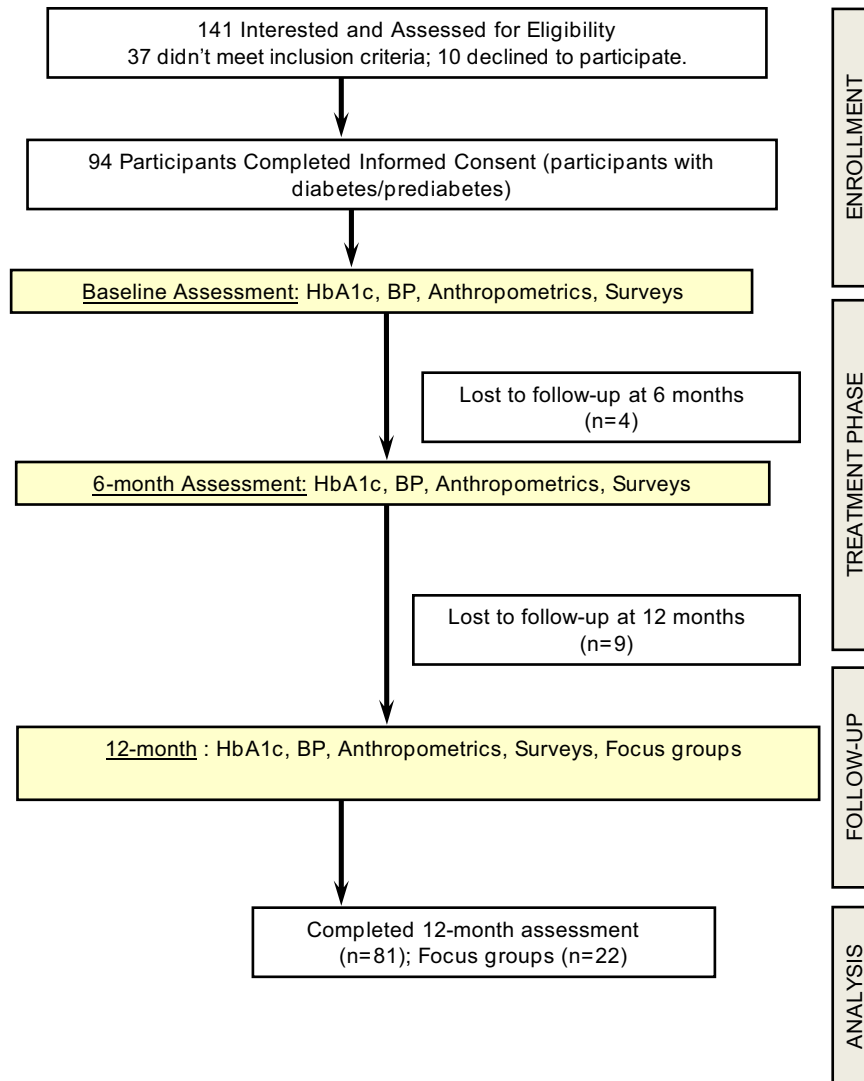 141 Interested and Assessed for Eligibility
37 didn't meet inclusion criteria; 10 declined to participate.
94 Participants Completed Informed Consent (participants with
diabetes/prediabetes)
ENROLLMENT
Baseline Assessment: HbA1c, BP, Anthropometrics, Surveys
Lost to follow-up at 6 months
(n=4)
6-month Assessment: HbA1c, BP, Anthropometrics, Surveys
TREATMENT PHASE
Lost to follow-up at 12 months
(n=9)
12-month : HbA1c, BP, Anthropometrics, Surveys, Focus groups
FOLLOW-UP
Completed 12-month assessment
(n=81); Focus groups (n=22)
ANALYSIS